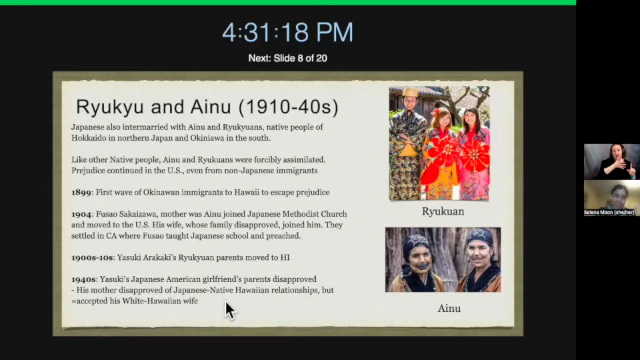 4:31:18 PM
Next: Slide 8 of 20
Ryukyu and Ainu (1910-40s)
Japanese also intermarried with Ainu and Ryukyuans, native people of
Hokkaido in northern Japan and Okiniawa in the south.
Like other Native people, Ainu and Ryukuans were forcibly assimilated.
Prejudice continued in the U.S., even from non-Japanese immigrants
1899: First wave of Okinawan immigrants to Hawaii to escape prejudice
1904: Fusao Sakaizawa, mother was Ainu joined Japanese Methodist Church
and moved to the U.S. His wife, whose family disapproved, joined him. They
settled in CA where Fusao taught Japanese school and preached.
1900s-10s: Yasuki Arakaki's Ryukyuan parents moved to HI
1940s: Yasuki's Japanese American girlfriend's parents disapproved
- His mother disapproved of Japanese-Native Hawaiian relationships, but
=accepted his White-Hawaiian wife
Ryukuan
Ainu
Selena Moon (she/her)